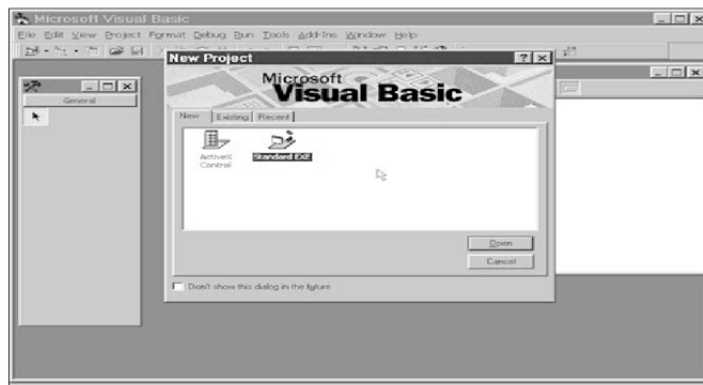 Microsoft Visual Basic
File Edit View Project Format Debug Run Tools Add-Ins Window Help
New Project
Microsoft
Visual Basic
General
New Existing Recent
ActiveX
Control
Standard EXE
Open
Cancel
Don't show this dialog in the future